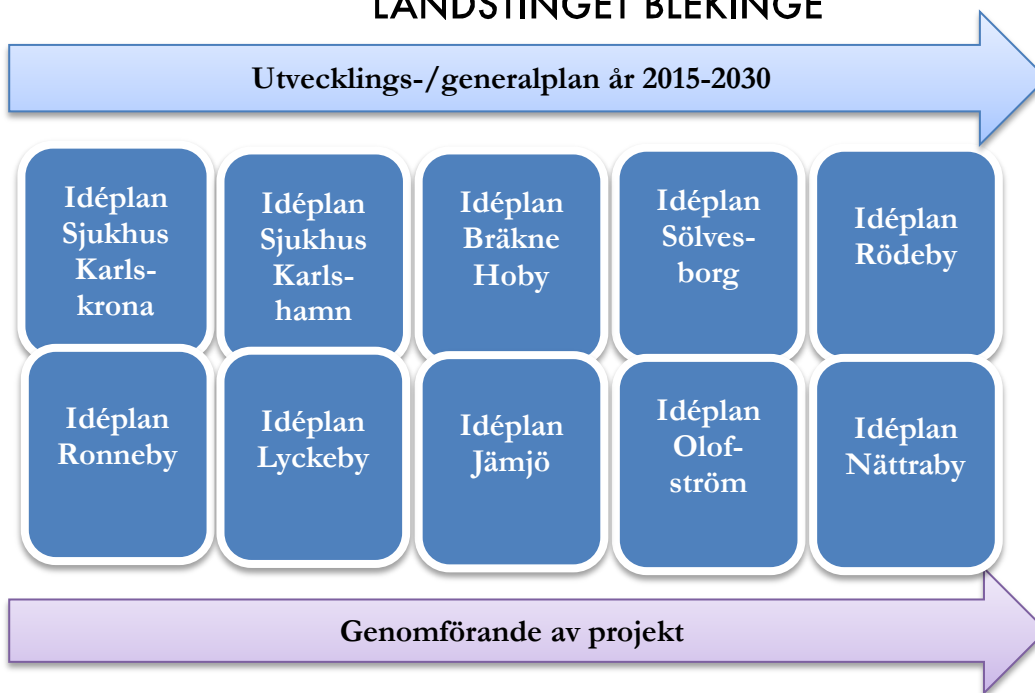 LANDSTINGET BLEKINGE
Utvecklings-/generalplan år 2015-2030
Idéplan
Sjukhus
Karls-
krona
Idéplan
Sjukhus
Karls-
hamn
Idéplan
Bräkne
Hoby
Idéplan
Sölves-
borg
Idéplan
Rödeby
Idéplan
Ronneby
Idéplan
Lyckeby
Idéplan
Jämjö
Idéplan
Olof-
ström
Idéplan
Nättraby
Genomförande av projekt